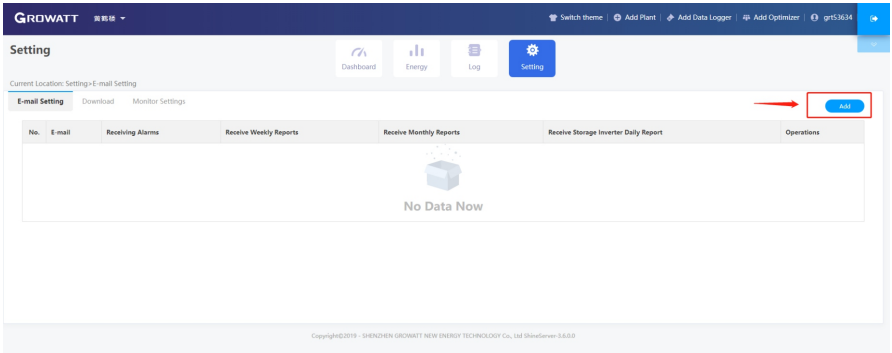 GROWATT
Switch theme | Add Plant | Add Data Logger | Add Optimizer | grt53634
Setting
Dashboard Energy Log Setting
Current Location: Setting>E-mail Setting
E-mail Setting Download Monitor Settings Add
No. E-mail Receiving Alarms Receive Weekly Reports Receive Monthly Reports Receive Storage Inverter Daily Report Operations
No Data Now
Copyright©2019 - SHENZHEN GROWATT NEW ENERGY TECHNOLOGY Co., Ltd ShineServer-3.6.0.0